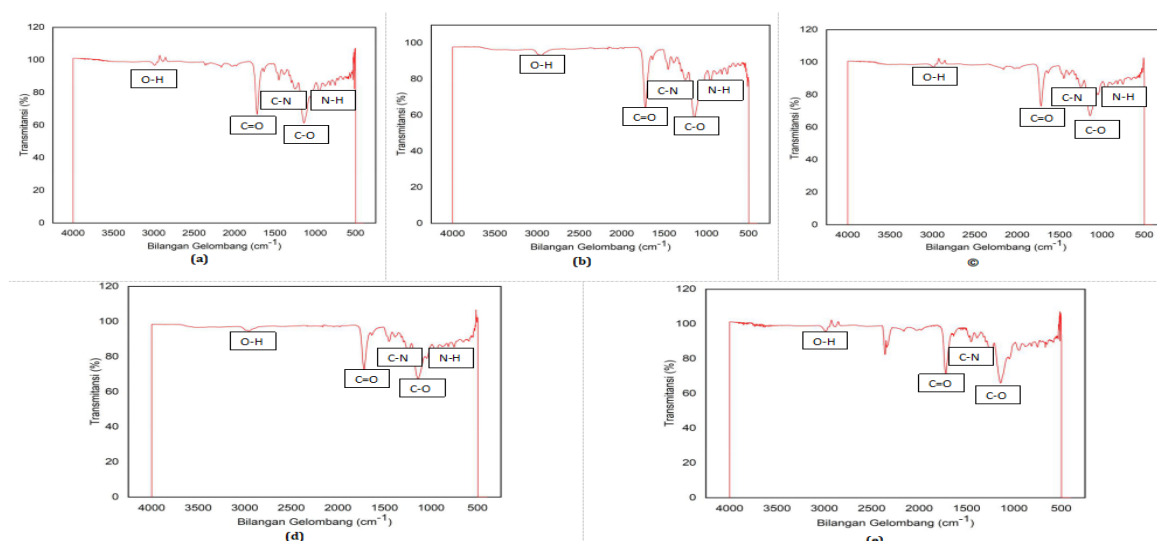 120
100
80
60
40
20
0
Transmitansi (%)
O-H
C-N
N-H
C=O
C-O
4000 3500 3000 2500 2000 1500 1000 500
Bilangan Gelombang (cm⁻¹)
(a)
100
80
60
40
20
0
Transmitansi (%)
O-H
C-N
N-H
C=O
C-O
4000 3500 3000 2500 2000 1500 1000 500
Bilangan Gelombang (cm⁻¹)
(b)
120
100
80
60
40
20
0
Transmitansi (%)
O-H
C-N
N-H
C=O
C-O
4000 3500 3000 2500 2000 1500 1000 500
Bilangan Gelombang (cm⁻¹)
©
120
100
80
60
40
20
0
Transmitansi (%)
O-H
C-N
N-H
C=O
C-O
4000 3500 3000 2500 2000 1500 1000 500
Bilangan Gelombang (cm⁻¹)
(d)
120
100
80
60
40
20
0
Transmitansi (%)
O-H
C-N
C=O
C-O
4000 3500 3000 2500 2000 1500 1000 500
Bilangan Gelombang (cm⁻¹)